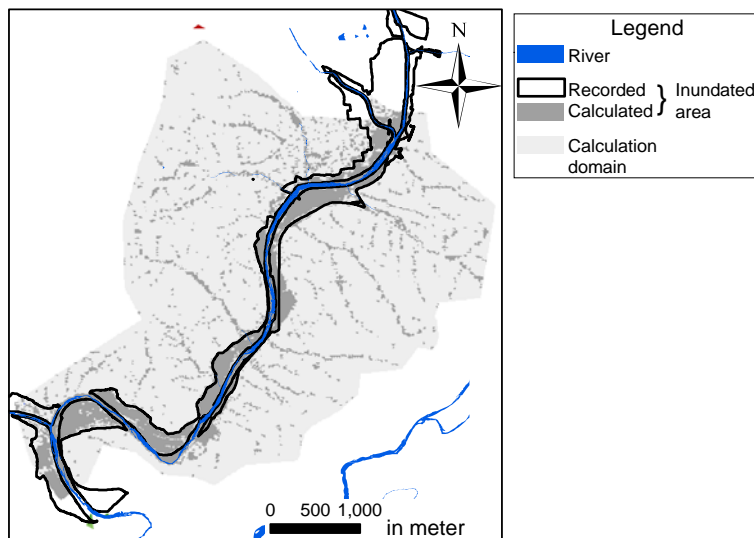 N
0 500 1,000
in meter
Legend
River
Recorded
Calculated
} Inundated
area
Calculation
domain